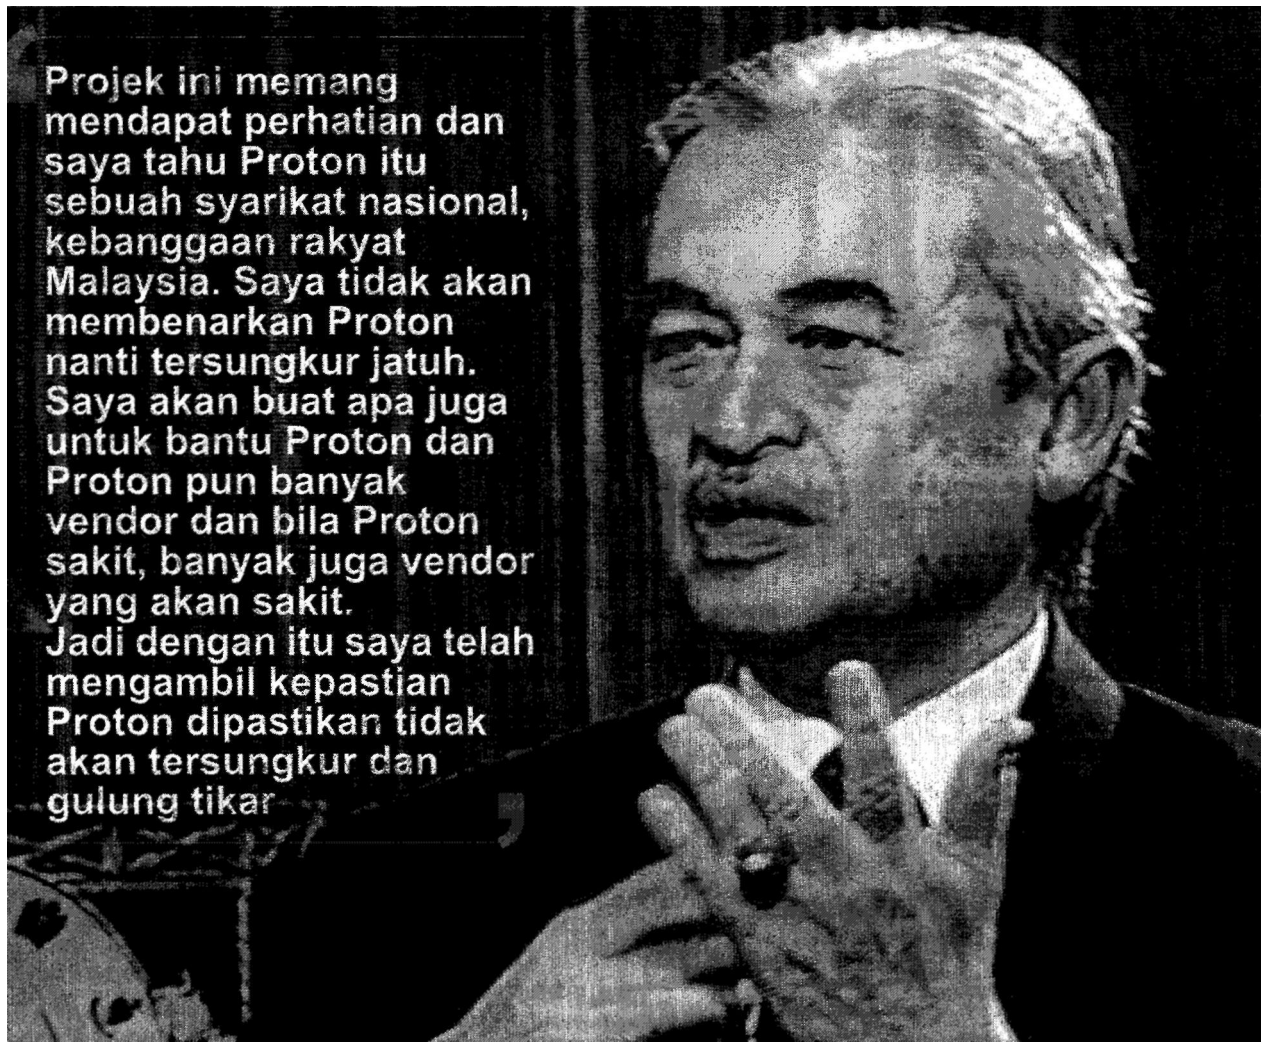 Projek ini memang
mendapat perhatian dan
saya tahu Proton itu
sebuah syarikat nasional,
kebanggaan rakyat
Malaysia. Saya tidak akan
membenarkan Proton
nanti tersungkur jatuh.
Saya akan buat apa juga
untuk bantu Proton dan
Proton pun banyak
vendor dan bila Proton
sakit, banyak juga vendor
yang akan sakit.
Jadi dengan itu saya telah
mengambil kepastian
Proton dipastikan tidak
akan tersungkur dan
gulung tikar